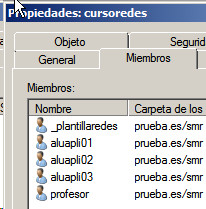 Propiedades: cursoredes
Objeto
Segurid
General
Miembros
Miembros:
Nombre Carpeta de los
_plantillaredes prueba.es/smr
aluapli01 prueba.es/smr
aluapli02 prueba.es/smr
aluapli03 prueba.es/smr
profesor prueba.es/smr